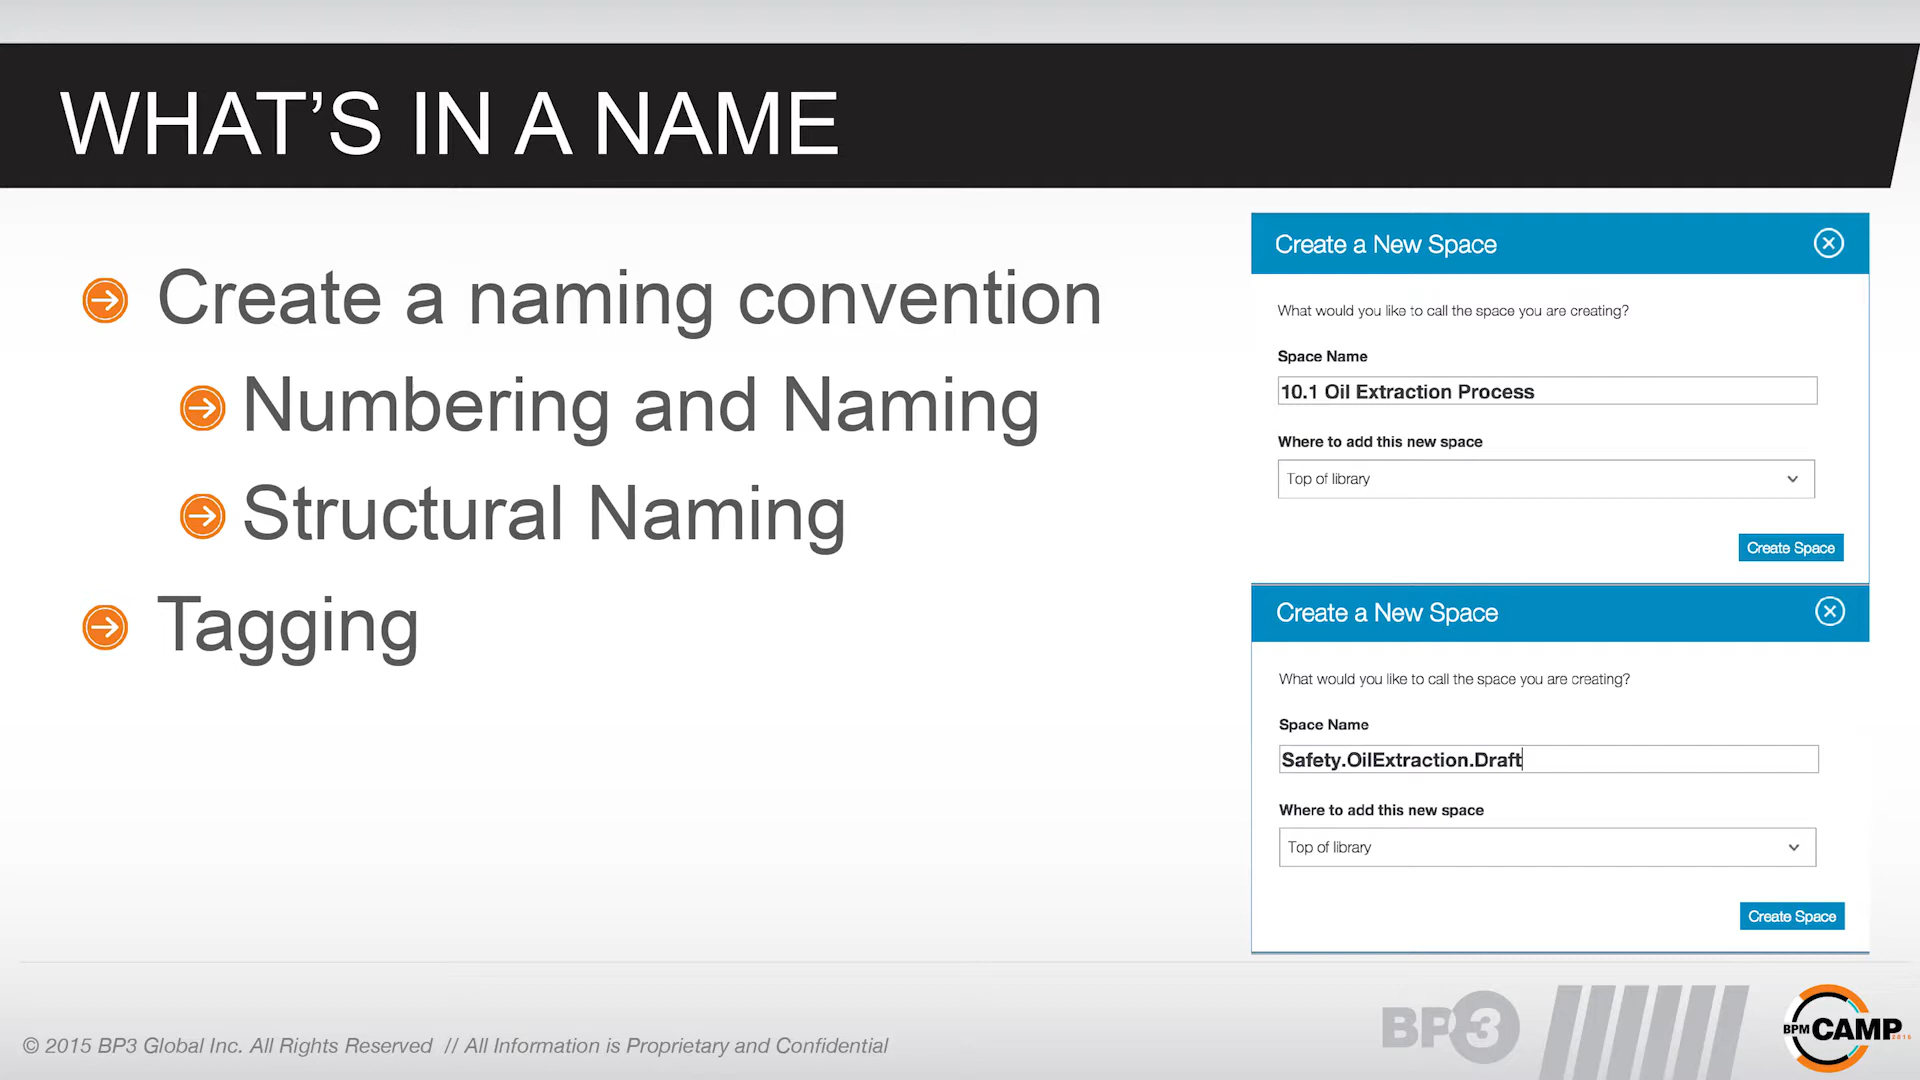 WHAT'S IN A NAME
Create a naming convention
Numbering and Naming
Structural Naming
Tagging
Create a New Space
What would you like to call the space you are creating?
Space Name
10.1 Oil Extraction Process
Where to add this new space
Top of library
Create Space
Create a New Space
What would you like to call the space you are creating?
Space Name
Safety.OilExtraction.Draft
Where to add this new space
Top of library
Create Space
© 2015 BP3 Global Inc. All Rights Reserved // All Information is Proprietary and Confidential
BP3
BPM CAMP 2015